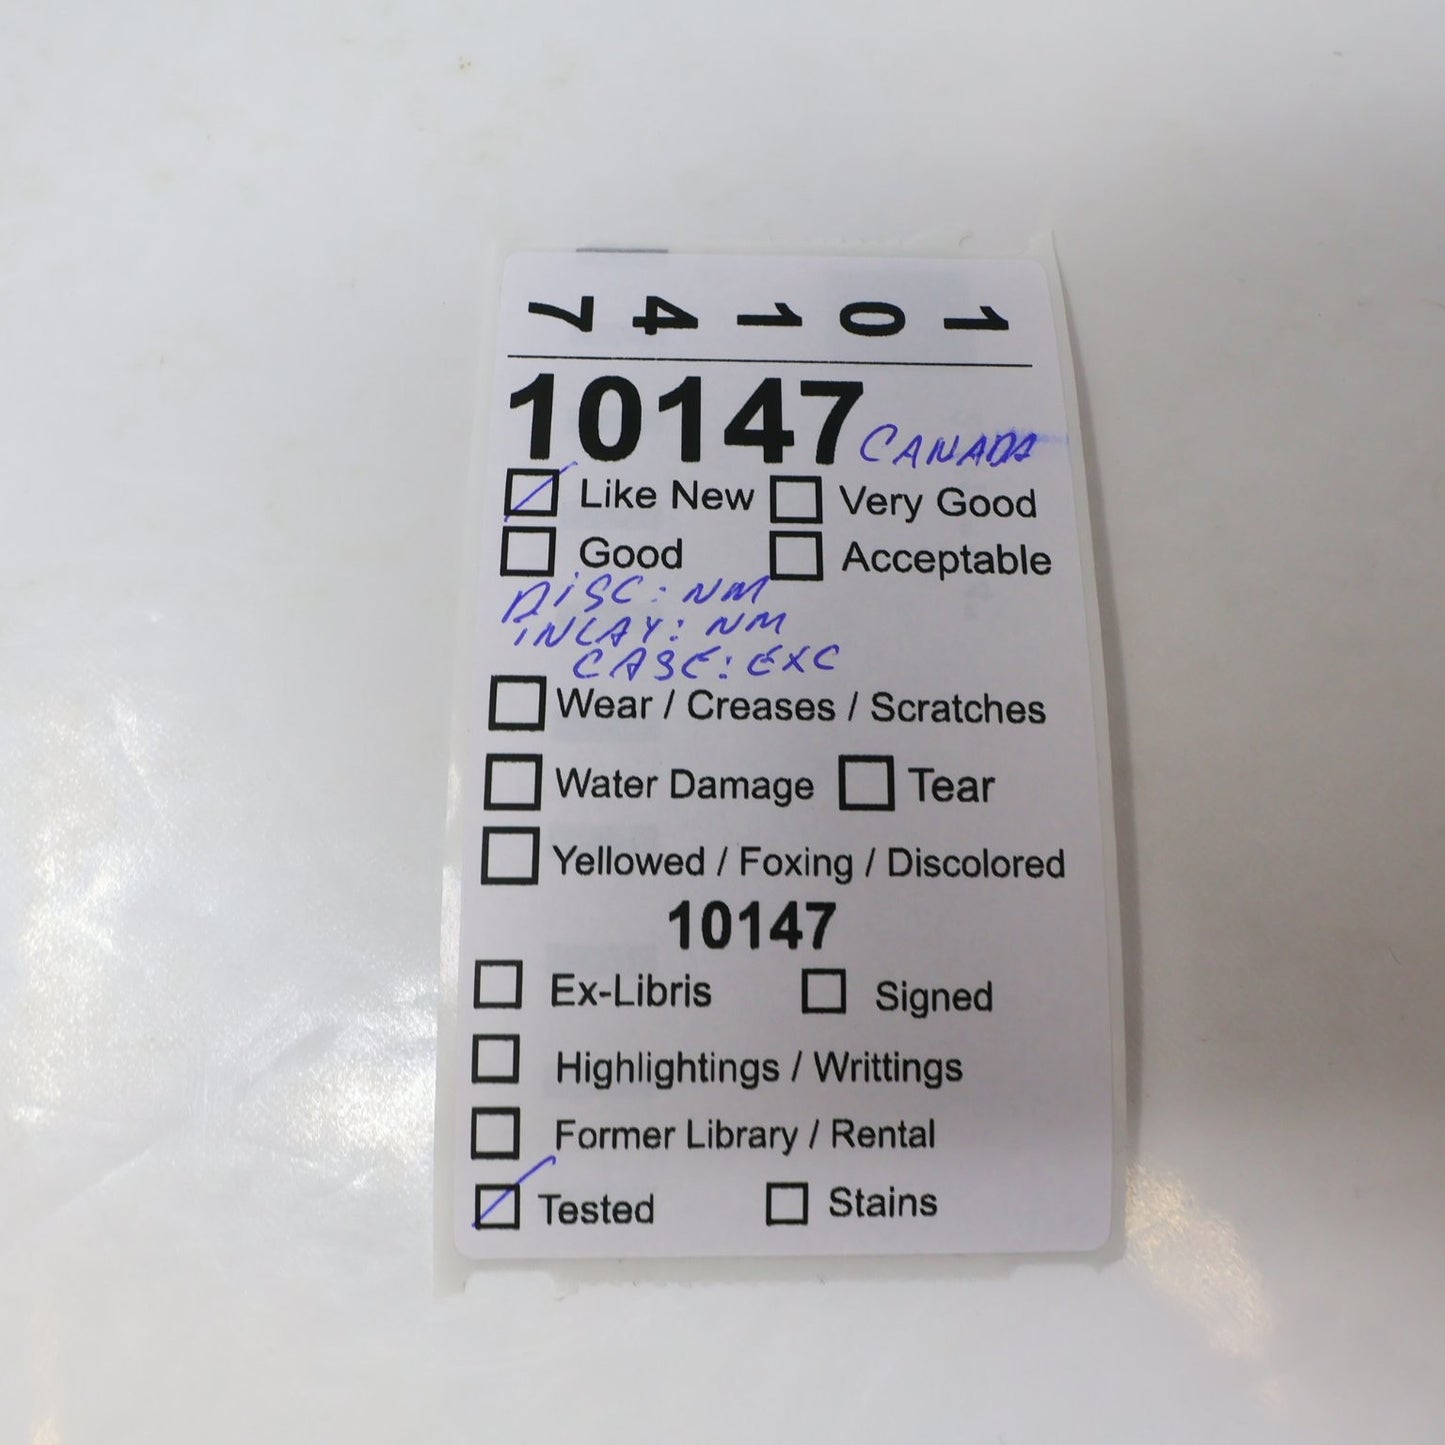 10147
10147 CANADA
Like New Very Good
Good Acceptable
DISC: NM
INLAY: NM
CASE: EXC
Wear / Creases / Scratches
Water Damage Tear
Yellowed / Foxing / Discolored
10147
Ex-Libris Signed
Highlightings / Writtings
Former Library / Rental
Tested Stains